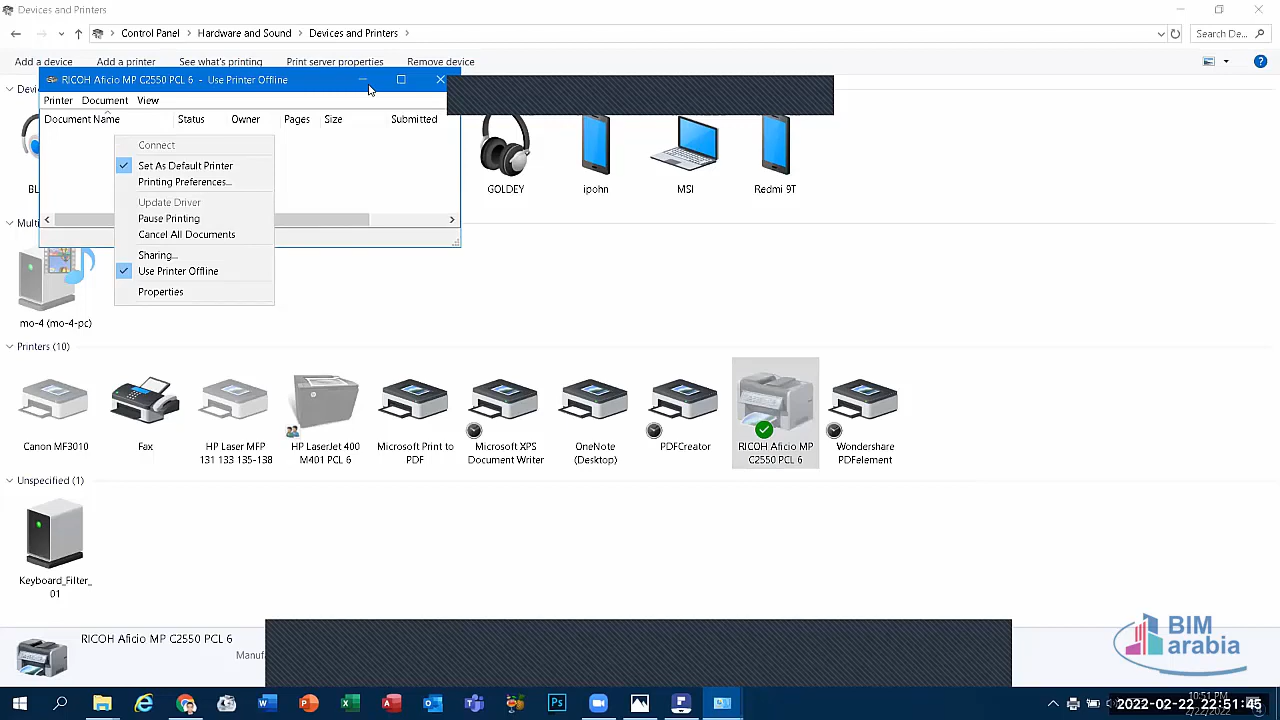 Devices and Printers
Control Panel > Hardware and Sound > Devices and Printers >
Search De...
Add a device Add a printer See what's printing Print server properties Remove device
RICOH Aficio MP C2550 PCL 6 - Use Printer Offline
Printer Document View
Document Name Status Owner Pages Size Submitted
Connect
Set As Default Printer
Printing Preferences...
Update Driver
Pause Printing
Cancel All Documents
Sharing...
Use Printer Offline
Properties
GOLDEY ipohn MSI Redmi 9T
mo-4 (mo-4-pc)
Printers (10)
Canon MF3010
Fax
HP Laser MFP
131 133 135-138
HP LaserJet 400
M401 PCL 6
Microsoft Print to
PDF
Microsoft XPS
Document Writer
OneNote
(Desktop)
PDFCreator
RICOH Aficio MP
C2550 PCL 6
Wondershare
PDFelement
Unspecified (1)
Keyboard_Filter_
01
RICOH Aficio MP C2550 PCL 6
Manuf
BIM
arabia
10:51 PM
2022-02-22 22:51:45